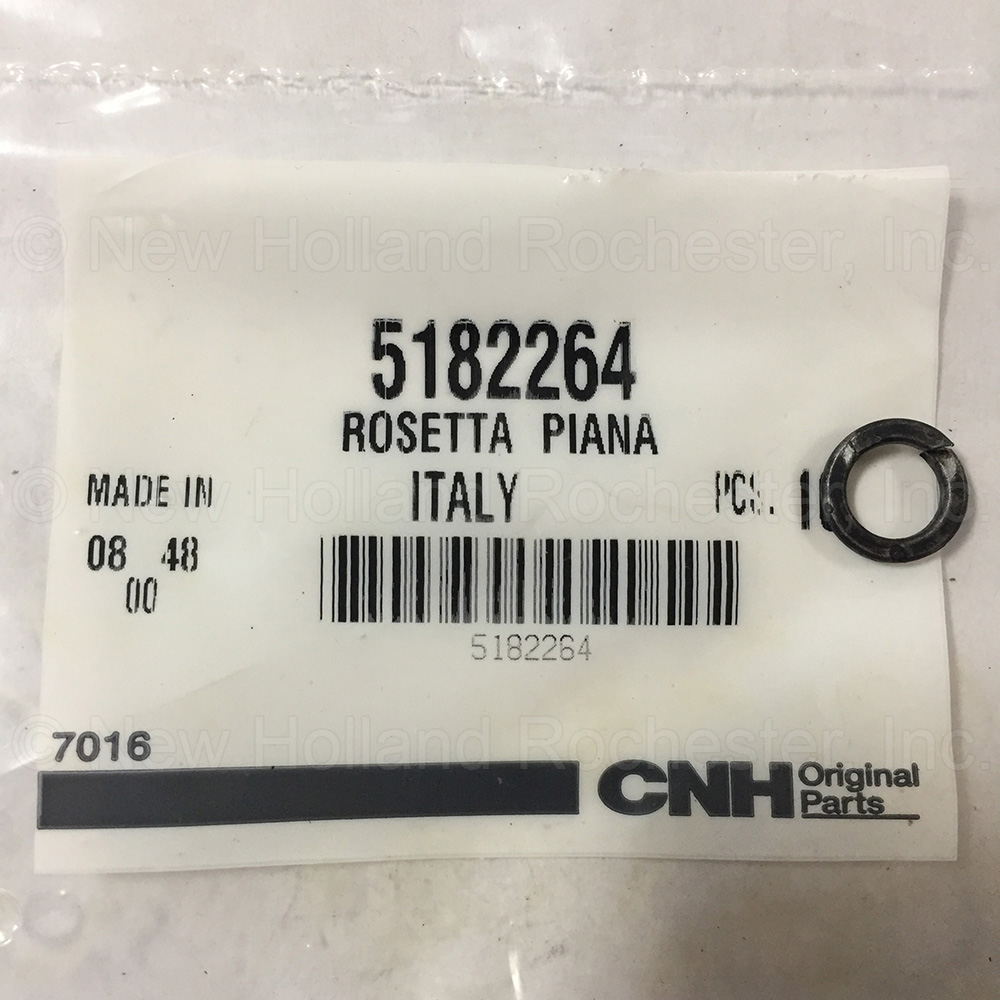 © New Holland Rochester, Inc.
5182264
ROSETTA PIANA
MADE IN ITALY PCS.
08 48
00
5182264
© New Holland Rochester, Inc.
7016
CNH Original Parts